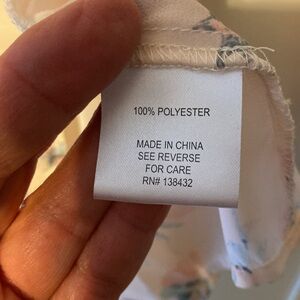 100% POLYESTER
MADE IN CHINA
SEE REVERSE
FOR CARE
RN# 138432